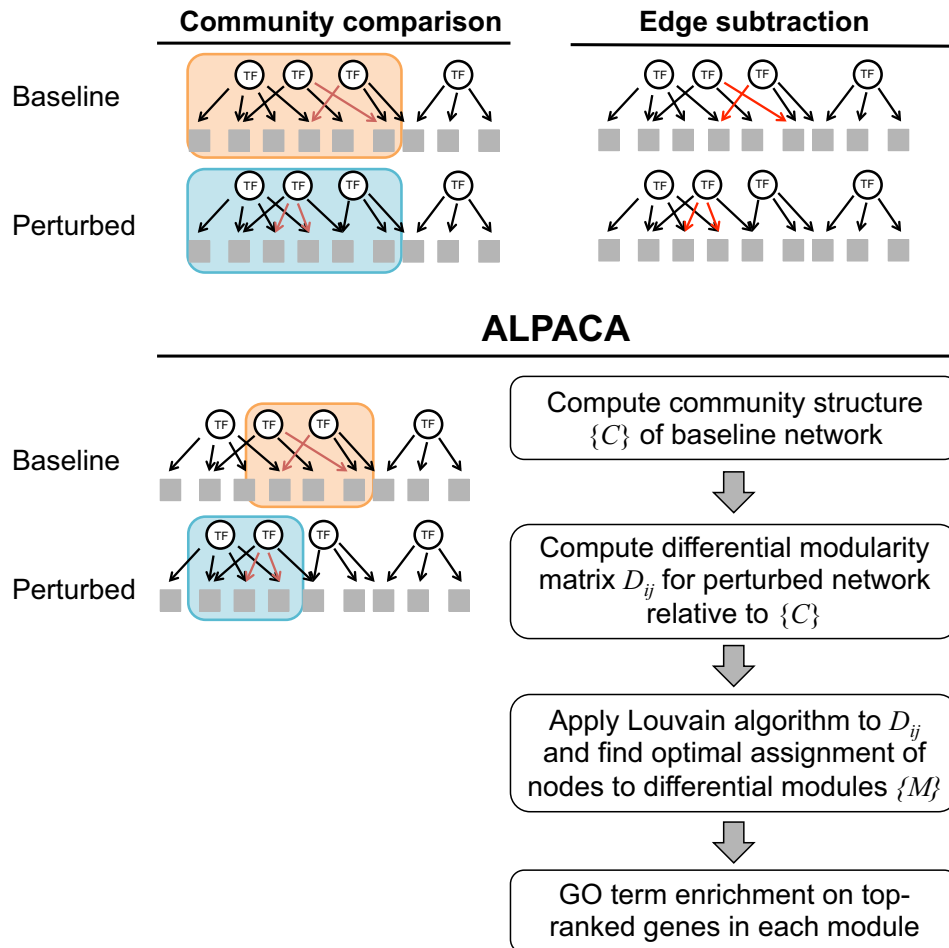 Community comparison
Edge subtraction
Baseline
TF TF TF TF
TF TF TF TF
Perturbed
TF TF TF TF
TF TF TF TF
ALPACA
Baseline
TF TF TF TF
Perturbed
TF TF TF TF
Compute community structure
{C} of baseline network
Compute differential modularity
matrix D_ij for perturbed network
relative to {C}
Apply Louvain algorithm to D_ij
and find optimal assignment of
nodes to differential modules {M}
GO term enrichment on top-
ranked genes in each module